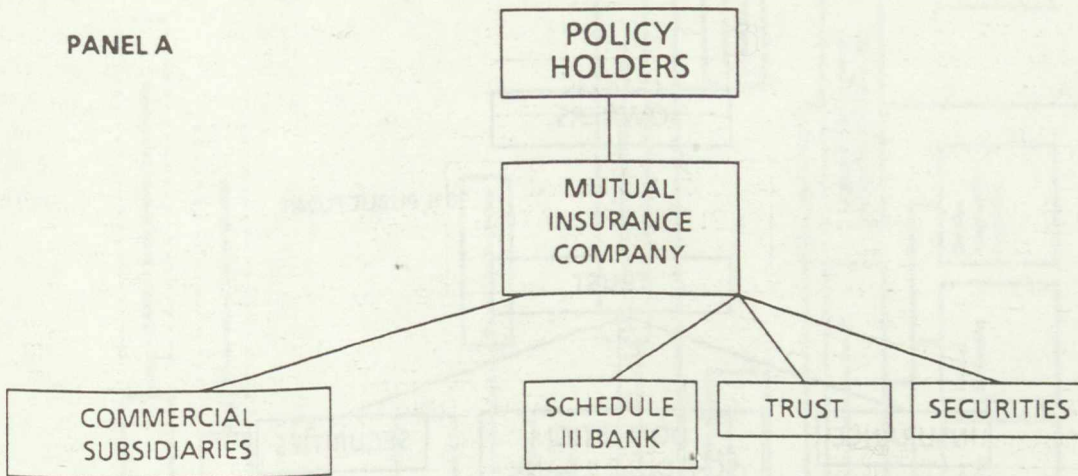 PANEL A
POLICY
HOLDERS
MUTUAL
INSURANCE
COMPANY
COMMERCIAL
SUBSIDIARIES
SCHEDULE
III BANK
TRUST
SECURITIES